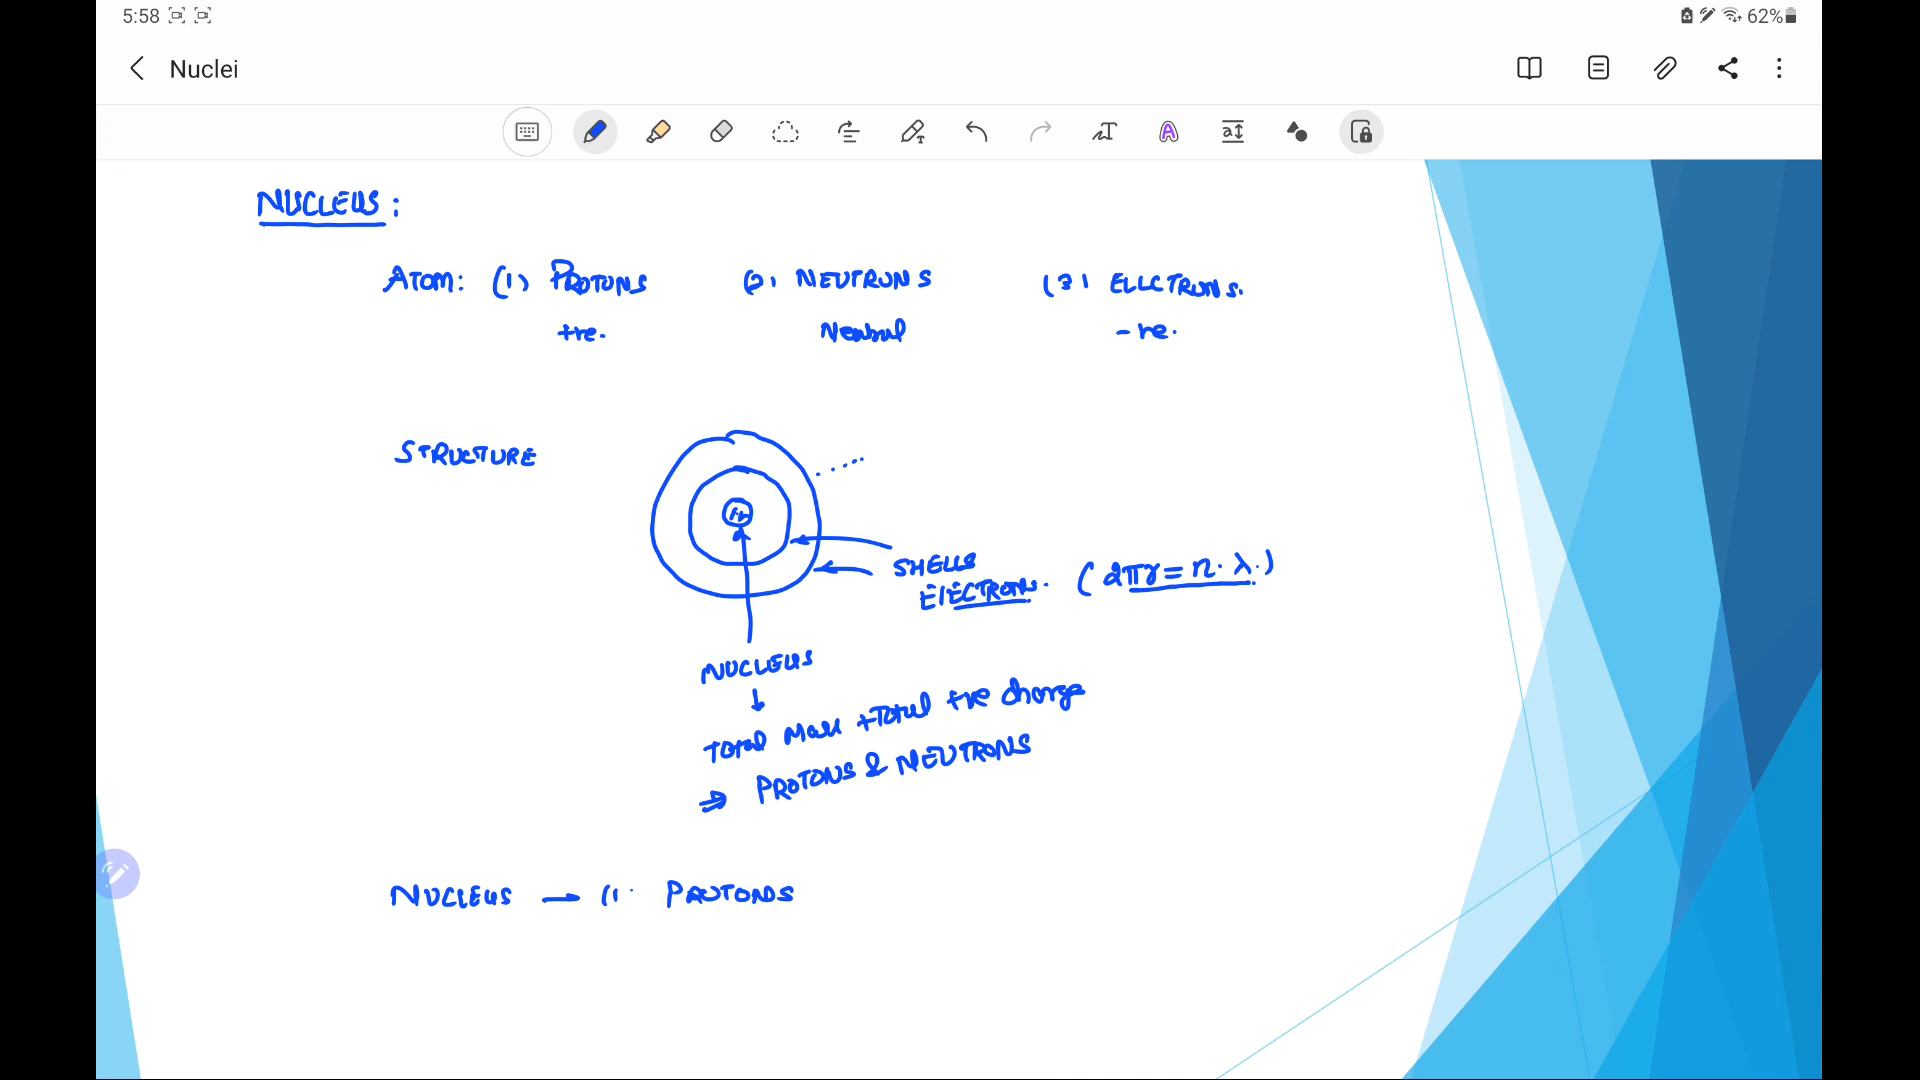 5:58 62%
Nuclei
NUCLEUS:
ATOM: (1) PROTONS (2) NEUTRONS (3) ELECTRONS.
+ve. Neutral -ve.
STRUCTURE
++
SHELLS
ELECTRONS. (2πr = n·λ·)
NUCLEUS
↓
TOTAL Mass + Total +ve charge
⇒ PROTONS & NEUTRONS
NUCLEUS → (1· PROTONS